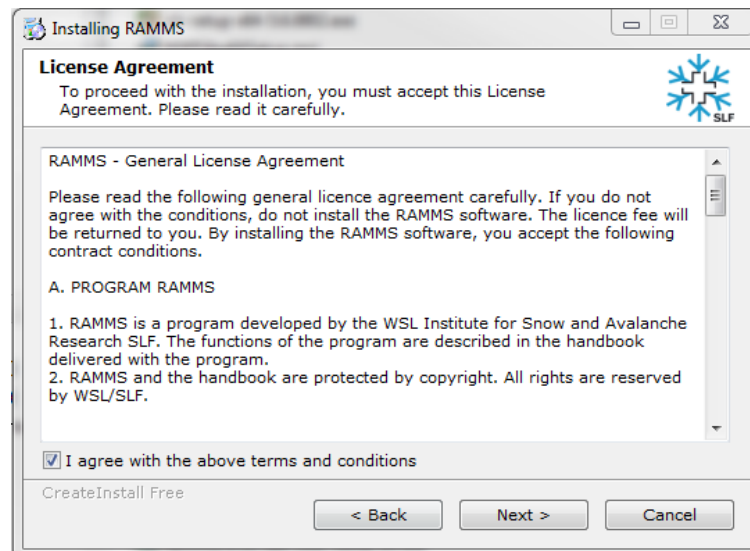 Installing RAMMS
License Agreement
To proceed with the installation, you must accept this License
Agreement. Please read it carefully.
SLF
RAMMS - General License Agreement
Please read the following general licence agreement carefully. If you do not
agree with the conditions, do not install the RAMMS software. The licence fee will
be returned to you. By installing the RAMMS software, you accept the following
contract conditions.
A. PROGRAM RAMMS
1. RAMMS is a program developed by the WSL Institute for Snow and Avalanche
Research SLF. The functions of the program are described in the handbook
delivered with the program.
2. RAMMS and the handbook are protected by copyright. All rights are reserved
by WSL/SLF.
I agree with the above terms and conditions
CreateInstall Free
< Back
Next >
Cancel